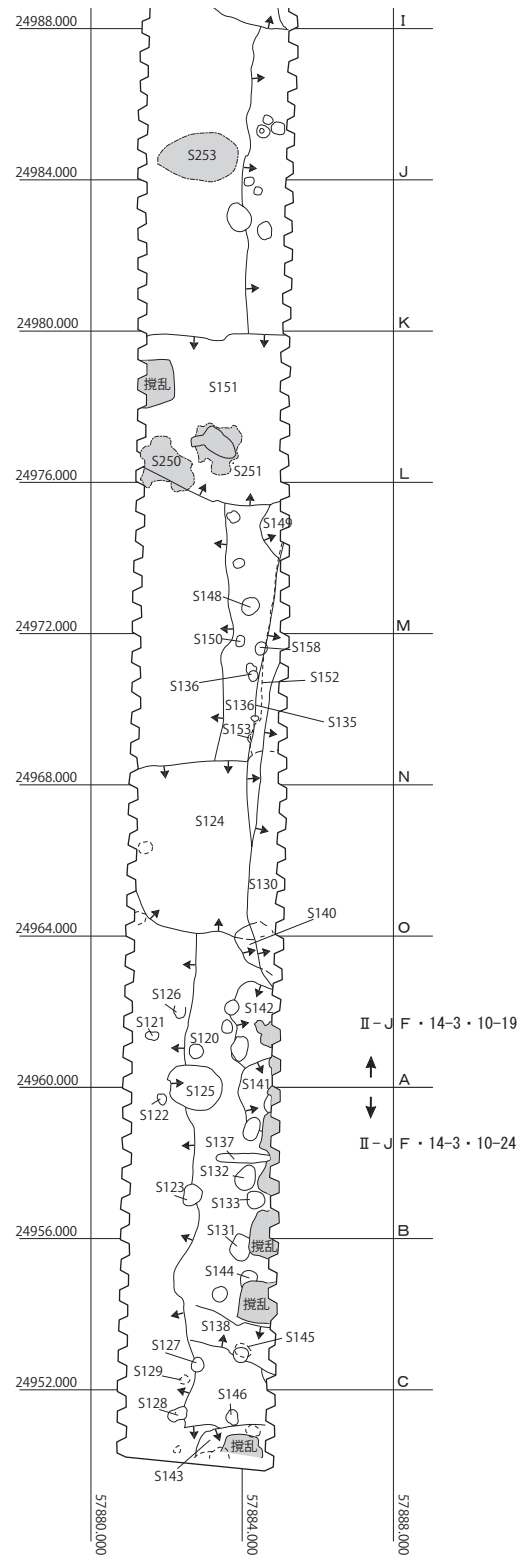 24988.000
I
S253
24984.000
J
24980.000
K
撹乱
S151
S250
S251
24976.000
L
S149
S148
24972.000
M
S150
S158
S136
S152
S136
S135
S153
24968.000
N
S124
S130
S140
24964.000
O
S126
S142
S121
S120
Ⅱ-J F・14-3・10-19
S125
S141
24960.000
A
S122
Ⅱ-J F・14-3・10-24
S137
S132
S123
S133
S131
24956.000
B
撹乱
S144
撹乱
S138
S145
S127
S129
24952.000
C
S128
S146
撹乱
S143
57880.000
57884.000
57888.000